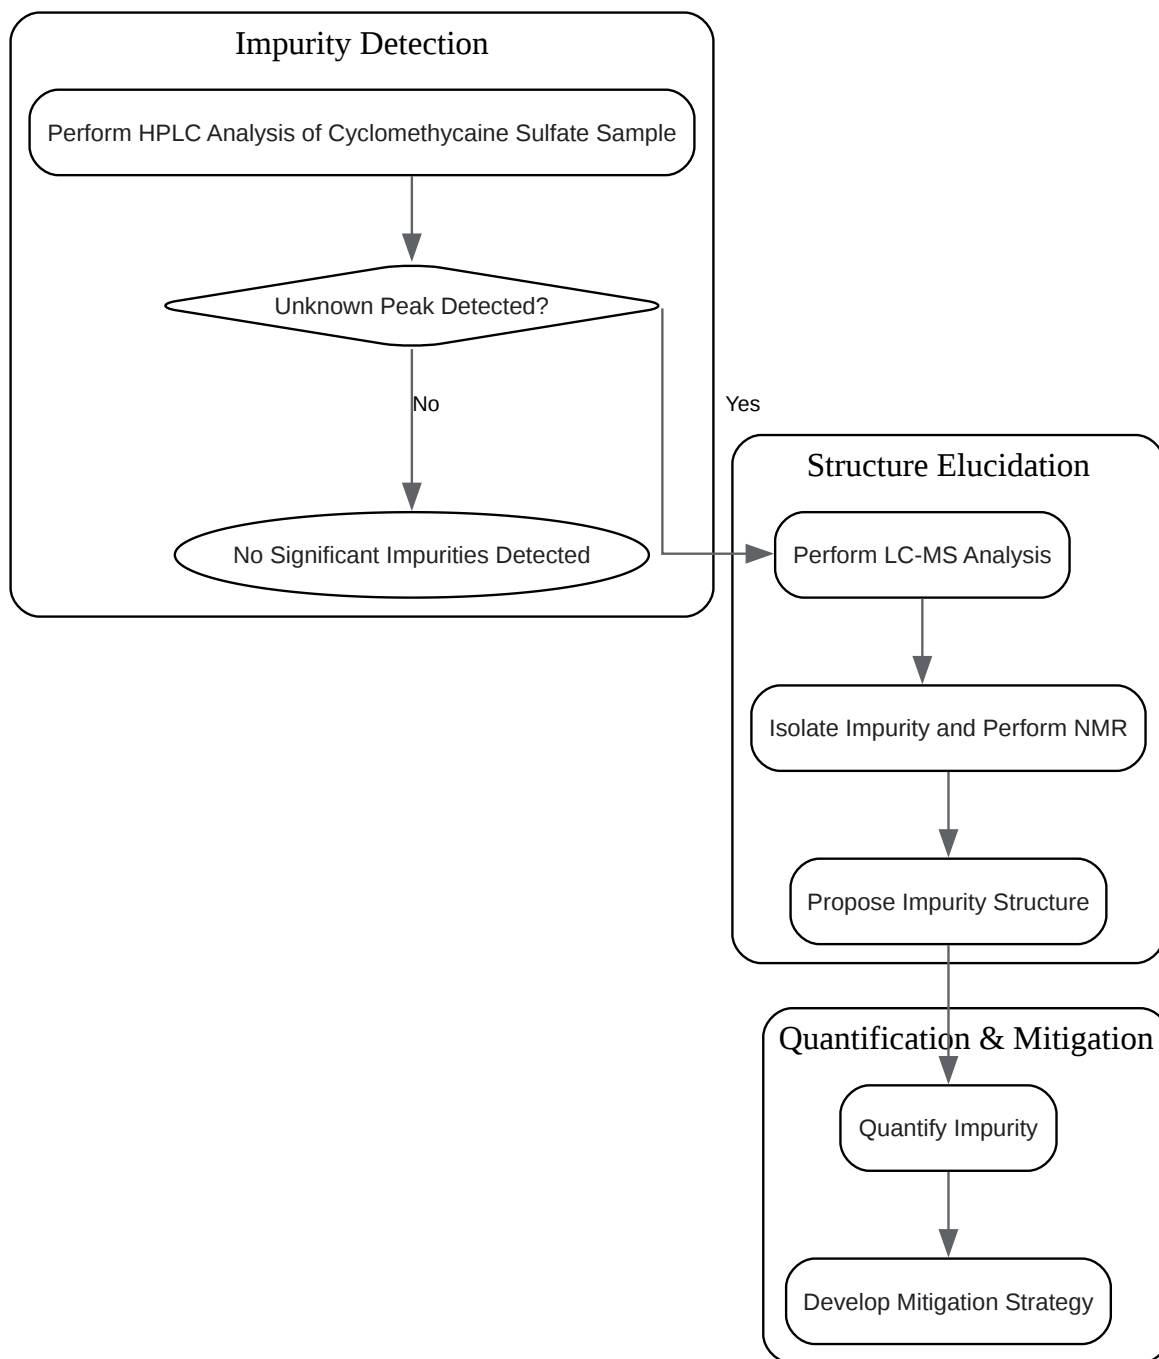 Impurity Detection
Perform HPLC Analysis of Cyclomethycaine Sulfate Sample
Unknown Peak Detected?
No
Yes
No Significant Impurities Detected
Structure Elucidation
Perform LC-MS Analysis
Isolate Impurity and Perform NMR
Propose Impurity Structure
Quantification & Mitigation
Quantify Impurity
Develop Mitigation Strategy